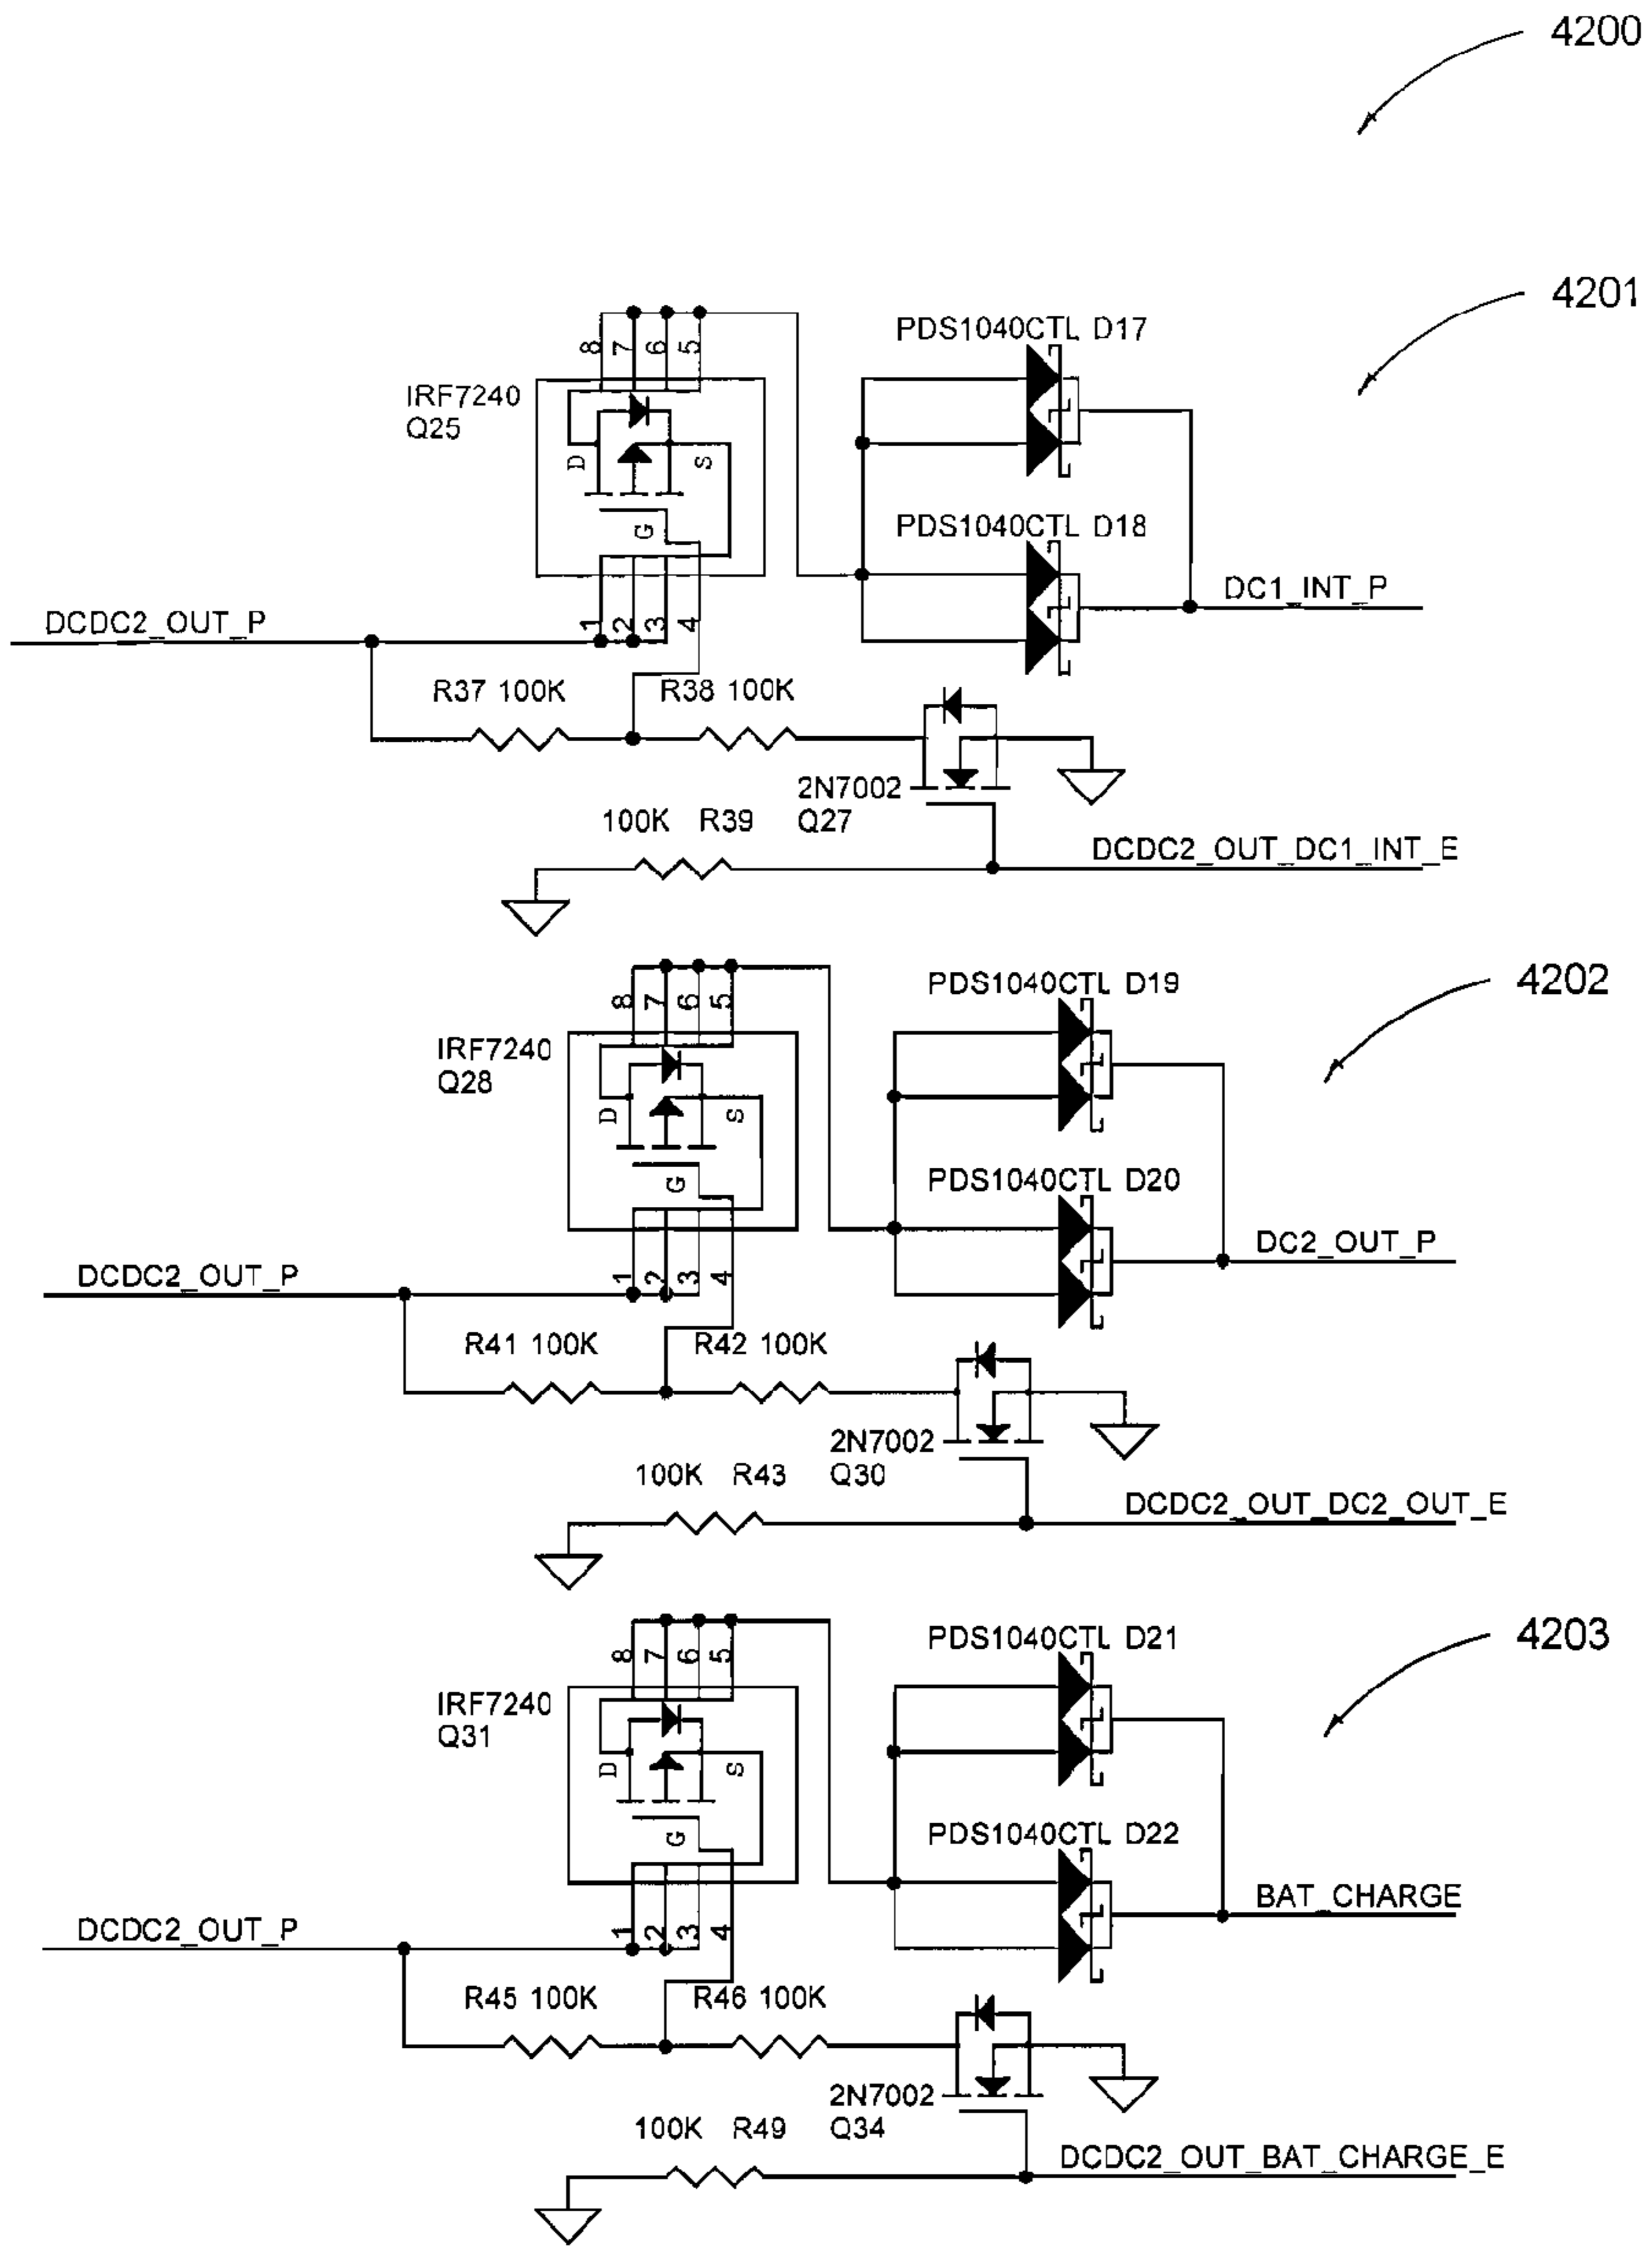 4200
4201
PDS1040CTL D17
8 7 6 5
IRF7240
Q25
D S
G
PDS1040CTL D18
DC1_INT_P
DCDC2_OUT_P
1 2 3 4
R37 100K R38 100K
2N7002
Q27
100K R39
DCDC2_OUT_DC1_INT_E
4202
PDS1040CTL D19
8 7 6 5
IRF7240
Q28
D S
G
PDS1040CTL D20
DC2_OUT_P
DCDC2_OUT_P
1 2 3 4
R41 100K R42 100K
2N7002
Q30
100K R43
DCDC2_OUT_DC2_OUT_E
4203
PDS1040CTL D21
8 7 6 5
IRF7240
Q31
D S
G
PDS1040CTL D22
BAT_CHARGE
DCDC2_OUT_P
1 2 3 4
R45 100K R46 100K
2N7002
Q34
100K R49
DCDC2_OUT_BAT_CHARGE_E